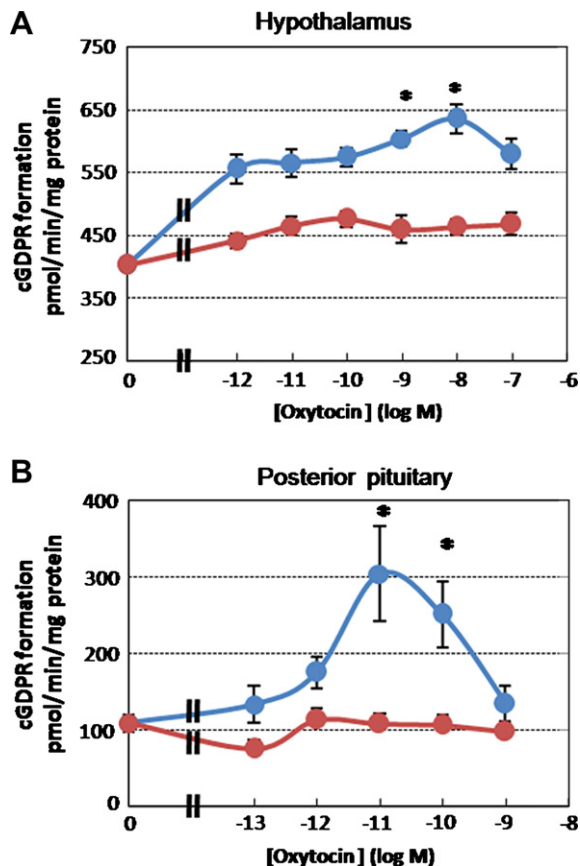 A
Hypothalamus
cGDPR formation
pmol/min/mg protein
750
650
550
450
350
250
0 -12 -11 -10 -9 -8 -7 -6
[Oxytocin] (log M)
* *
B
Posterior pituitary
cGDPR formation
pmol/min/mg protein
400
300
200
100
0
0 -13 -12 -11 -10 -9 -8
[Oxytocin] (log M)
* *